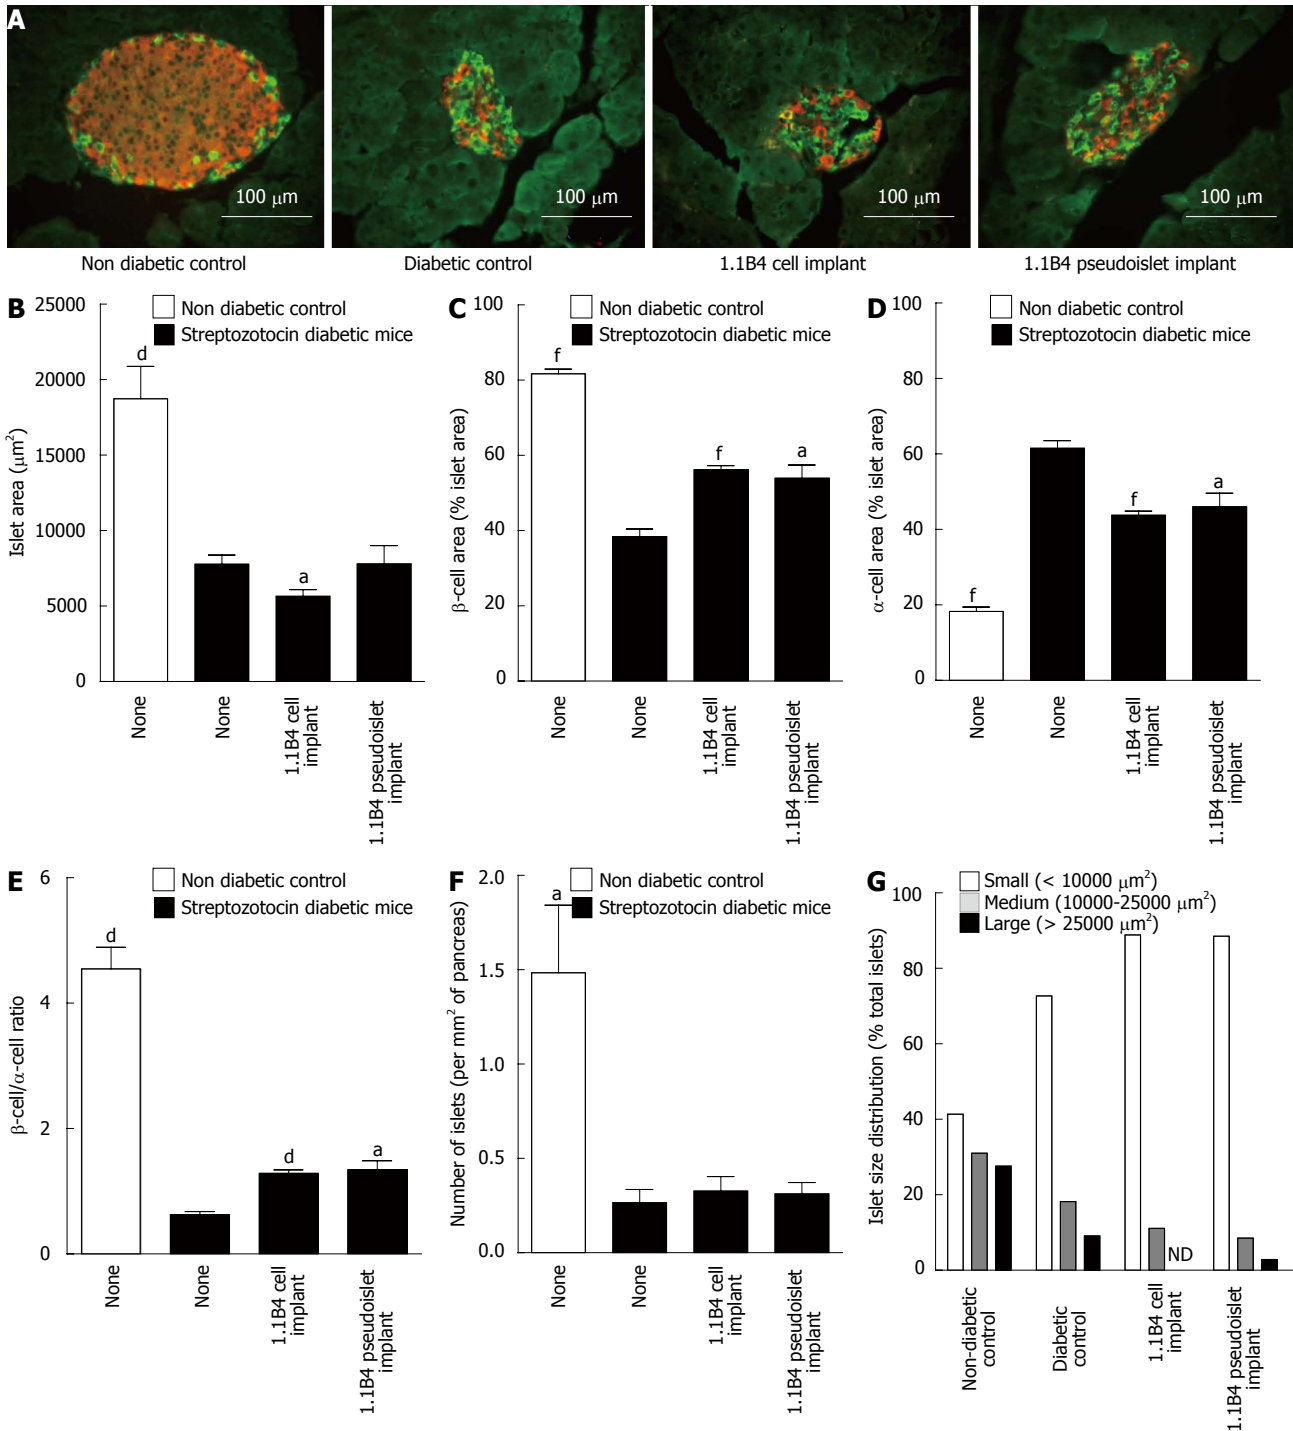 A
100 μm
100 μm
100 μm
100 μm
Non diabetic control
Diabetic control
1.1B4 cell implant
1.1B4 pseudoislet implant
B
Non diabetic control
Streptozotocin diabetic mice
Islet area (μm²)
25000
20000
15000
10000
5000
0
d
a
None
None
1.1B4 cell
implant
1.1B4 pseudoislet
implant
C
Non diabetic control
Streptozotocin diabetic mice
β-cell area (% islet area)
100
80
60
40
20
0
f
f
a
None
None
1.1B4 cell
implant
1.1B4 pseudoislet
implant
D
Non diabetic control
Streptozotocin diabetic mice
α-cell area (% islet area)
100
80
60
40
20
0
f
f
a
None
None
1.1B4 cell
implant
1.1B4 pseudoislet
implant
E
Non diabetic control
Streptozotocin diabetic mice
β-cell/α-cell ratio
6
4
2
0
d
d
a
None
None
1.1B4 cell
implant
1.1B4 pseudoislet
implant
F
Non diabetic control
Streptozotocin diabetic mice
Number of islets (per mm² of pancreas)
2.0
1.5
1.0
0.5
0.0
a
None
None
1.1B4 cell
implant
1.1B4 pseudoislet
implant
G
Small (< 10000 μm²)
Medium (10000-25000 μm²)
Large (> 25000 μm²)
Islet size distribution (% total islets)
100
80
60
40
20
0
ND
Non-diabetic
control
Diabetic
control
1.1B4 cell
implant
1.1B4 pseudoislet
implant